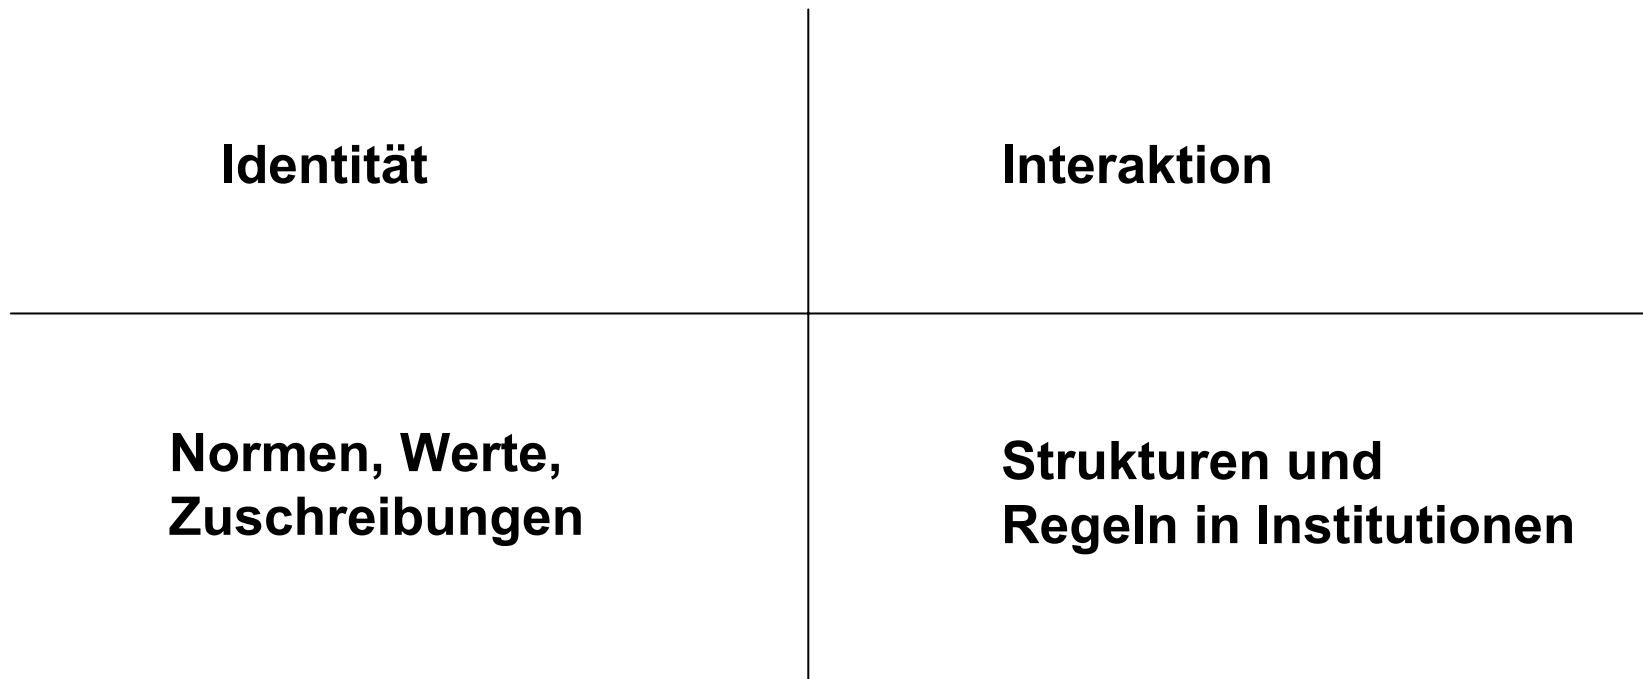 Identität
Interaktion
Normen, Werte,
Zuschreibungen
Strukturen und
Regeln in Institutionen